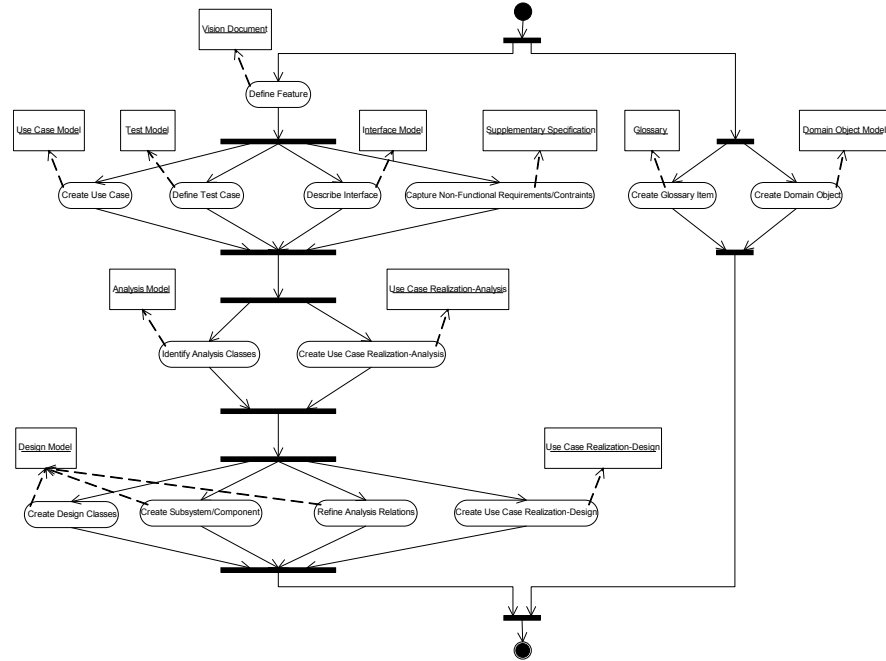 Vision Document
Define Feature
Use Case Model
Test Model
Interface Model
Supplementary Specification
Glossary
Domain Object Model
Create Use Case
Define Test Case
Describe Interface
Capture Non-Functional Requirements/Contraints
Create Glossary Item
Create Domain Object
Analysis Model
Use Case Realization-Analysis
Identify Analysis Classes
Create Use Case Realization-Analysis
Design Model
Use Case Realization-Design
Create Design Classes
Create Subsystem/Component
Refine Analysis Relations
Create Use Case Realization-Design